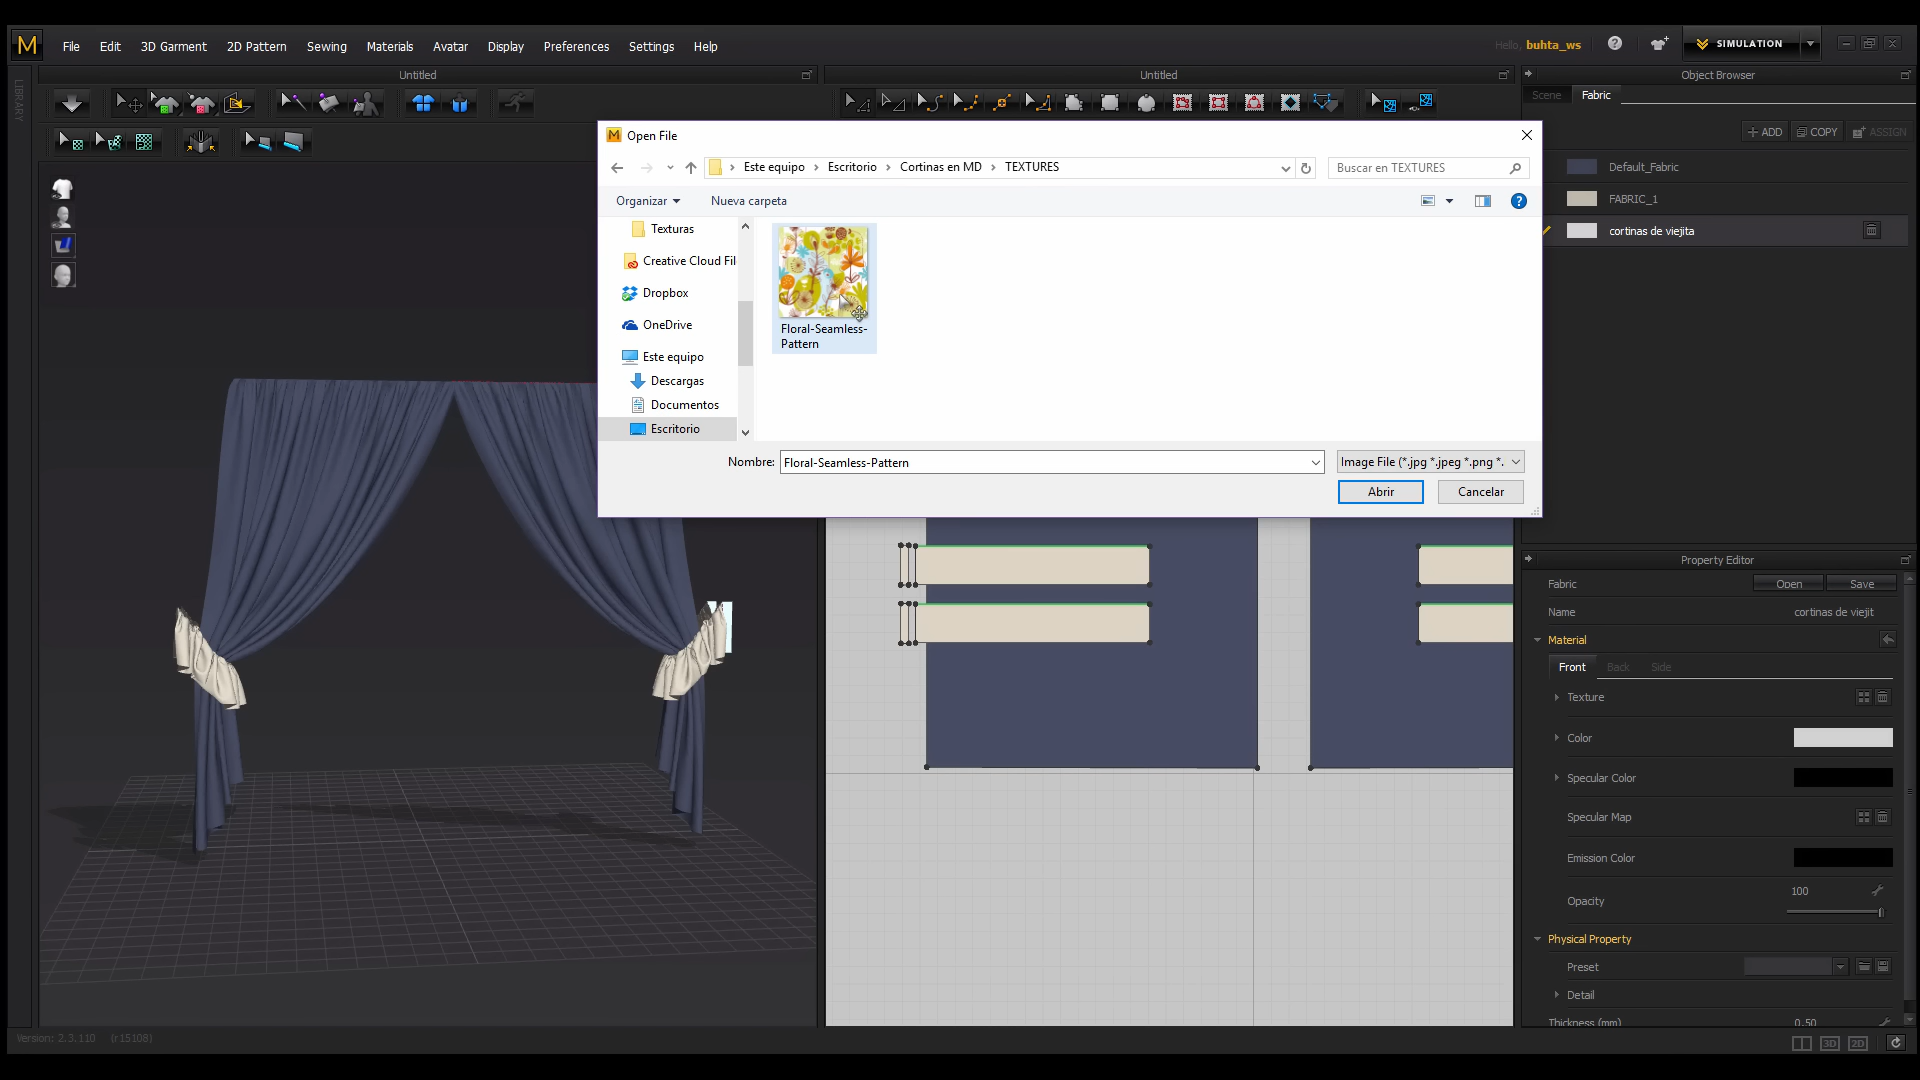 M File Edit 3D Garment 2D Pattern Sewing Materials Avatar Display Preferences Settings Help
Hello, buhta_ws
SIMULATION
LIBRARY
Untitled
Untitled
Object Browser
Scene Fabric
ADD COPY ASSIGN
Default_Fabric
FABRIC_1
cortinas de viejita
M Open File
Este equipo > Escritorio > Cortinas en MD > TEXTURES
Buscar en TEXTURES
Organizar
Nueva carpeta
Texturas
Creative Cloud Fil
Dropbox
OneDrive
Este equipo
Descargas
Documentos
Escritorio
Floral-Seamless-
Pattern
Nombre: Floral-Seamless-Pattern
Image File (*.jpg *.jpeg *.png *.
Abrir Cancelar
Property Editor
Fabric Open Save
Name cortinas de viejit
Material
Front Back Side
Texture
Color
Specular Color
Specular Map
Emission Color
Opacity 100
Physical Property
Preset
Detail
Thickness (mm) 0.50
Version: 2.3.110 (r15108)
3D 2D